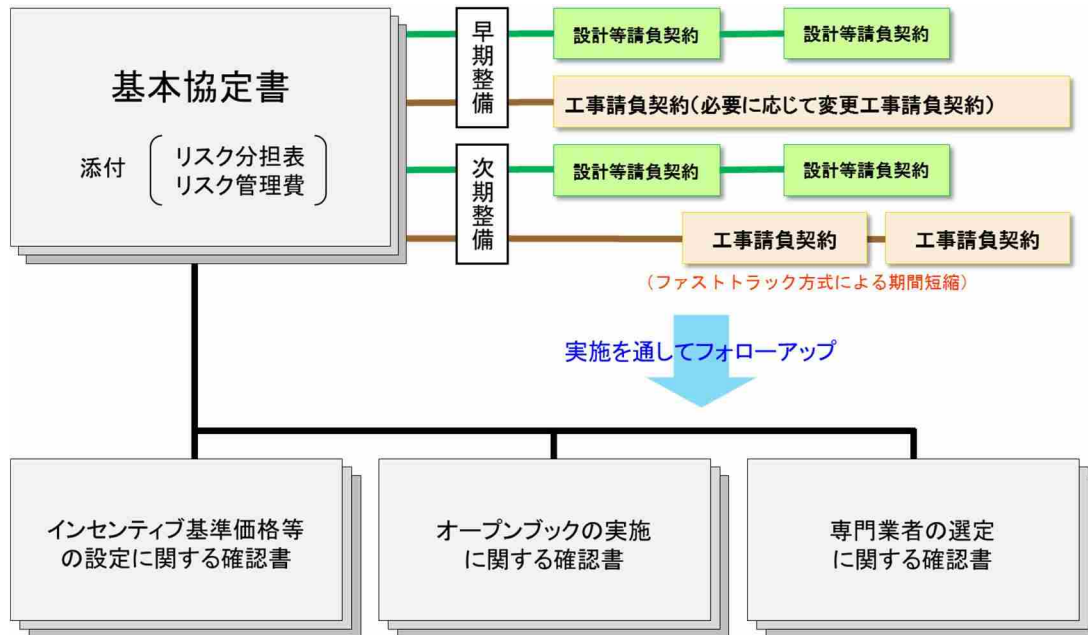 基本協定書
添付
リスク分担表
リスク管理費
早期整備
設計等請負契約
設計等請負契約
工事請負契約(必要に応じて変更工事請負契約)
次期整備
設計等請負契約
設計等請負契約
工事請負契約
工事請負契約
(ファストトラック方式による期間短縮)
実施を通してフォローアップ
インセンティブ基準価格等
の設定に関する確認書
オープンブックの実施
に関する確認書
専門業者の選定
に関する確認書